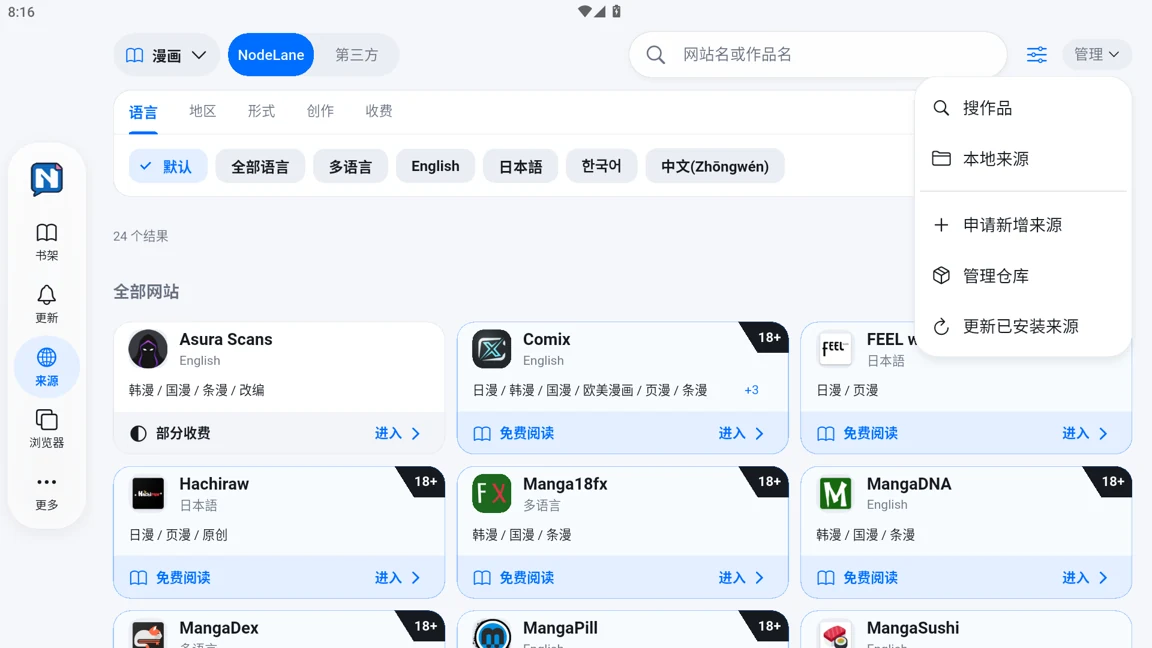 8:16
漫画
NodeLane
第三方
网站名或作品名
管理
语言
地区
形式
创作
收费
默认
全部语言
多语言
English
日本語
한국어
中文(Zhōngwén)
搜作品
本地来源
申请新增来源
管理仓库
更新已安装来源
N
书架
更新
来源
浏览器
更多
24 个结果
全部网站
Asura Scans
English
韩漫 / 国漫 / 条漫 / 改编
部分收费
进入
Comix
English
18+
日漫 / 韩漫 / 国漫 / 欧美漫画 / 页漫 / 条漫
+3
免费阅读
进入
FEEL
FEEL w
日本語
日漫 / 页漫
免费阅读
进入
Hachiraw
日本語
18+
日漫 / 页漫 / 原创
免费阅读
进入
FX
Manga18fx
多语言
18+
韩漫 / 国漫 / 条漫
免费阅读
进入
M
MangaDNA
English
18+
韩漫 / 国漫 / 条漫
免费阅读
进入
MangaDex
多语言
18+
MangaPill
English
18+
MangaSushi
English